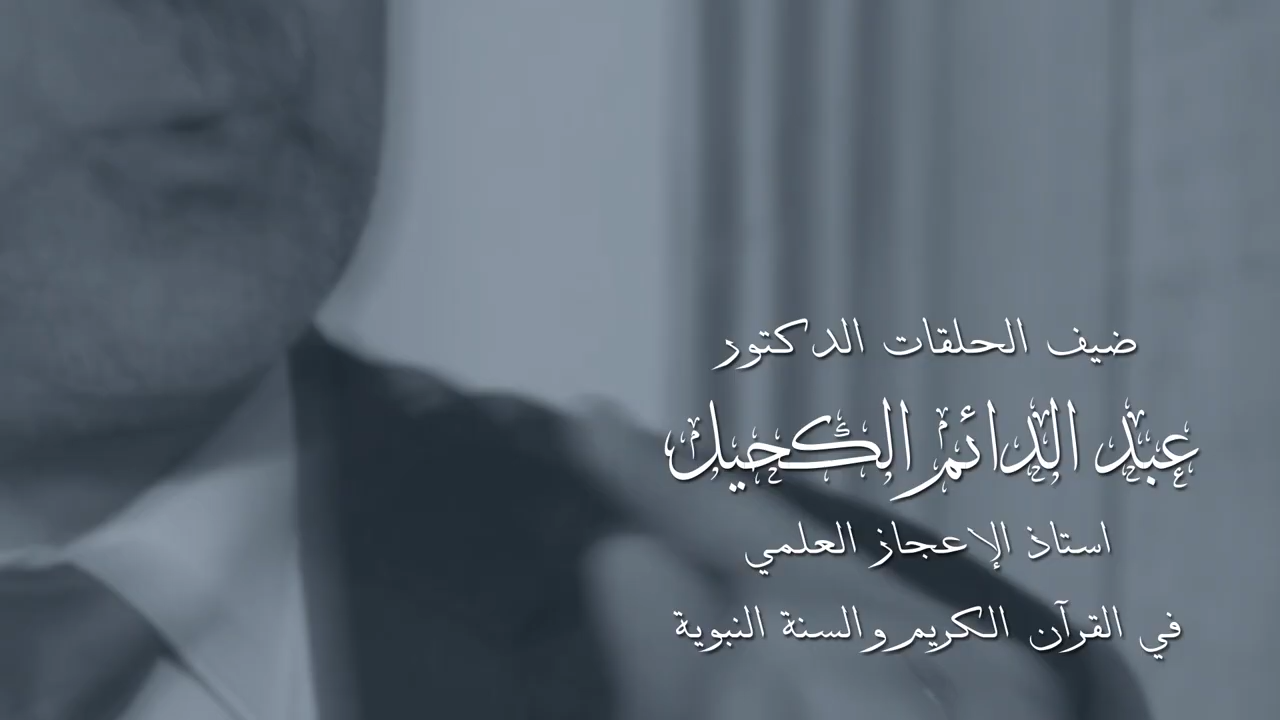 ضيف الحلقات الدكتور
عبد الدائم الكحيل
استاذ الإعجاز العلمي
في القرآن الكريم والسنة النبوية